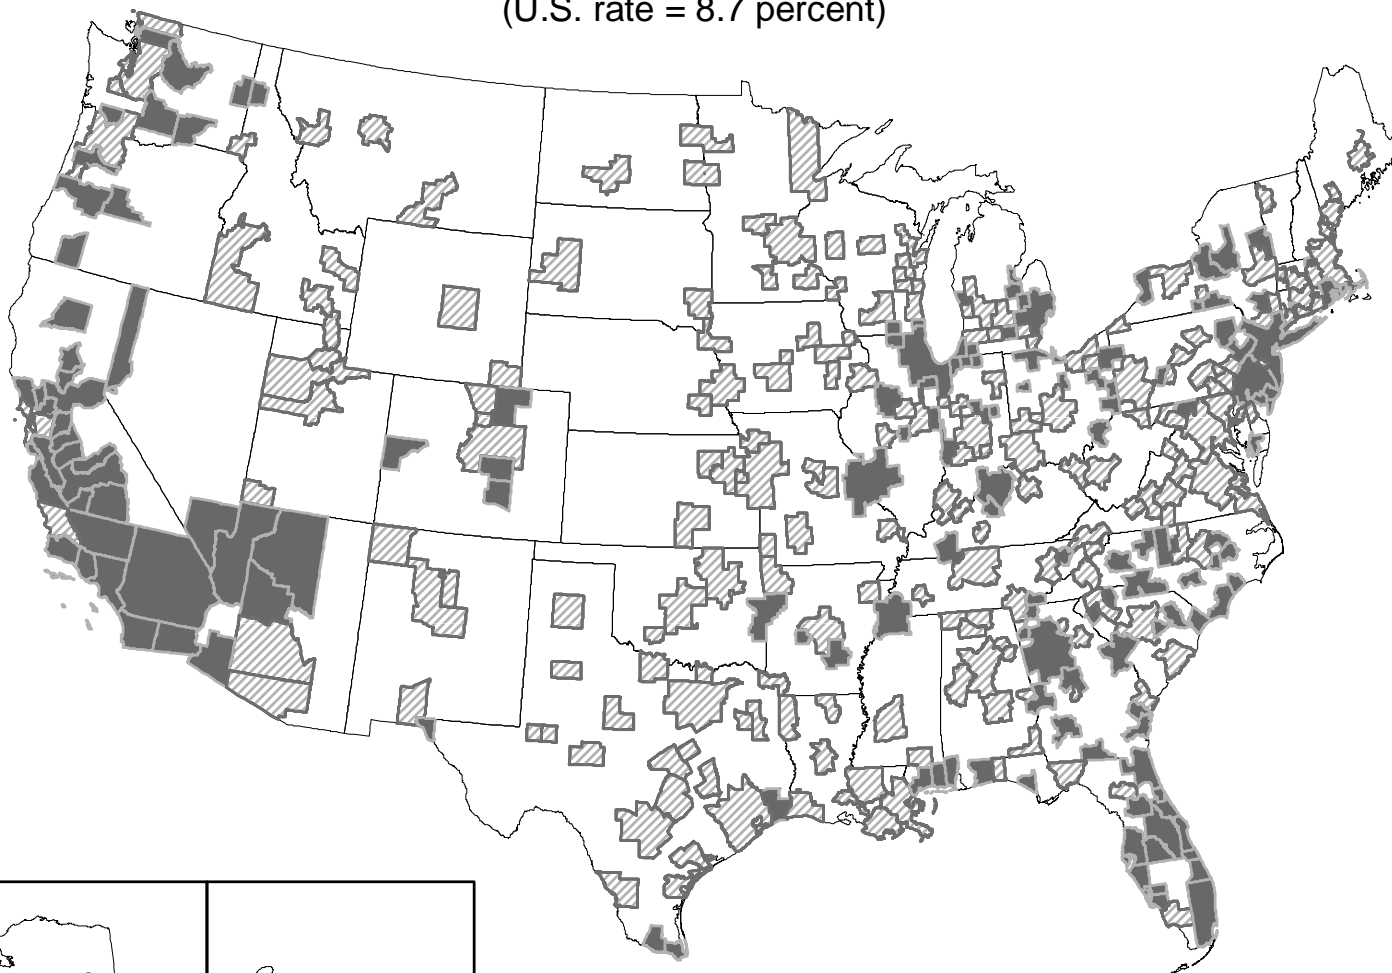 (U.S. rate = 8.7 percent)